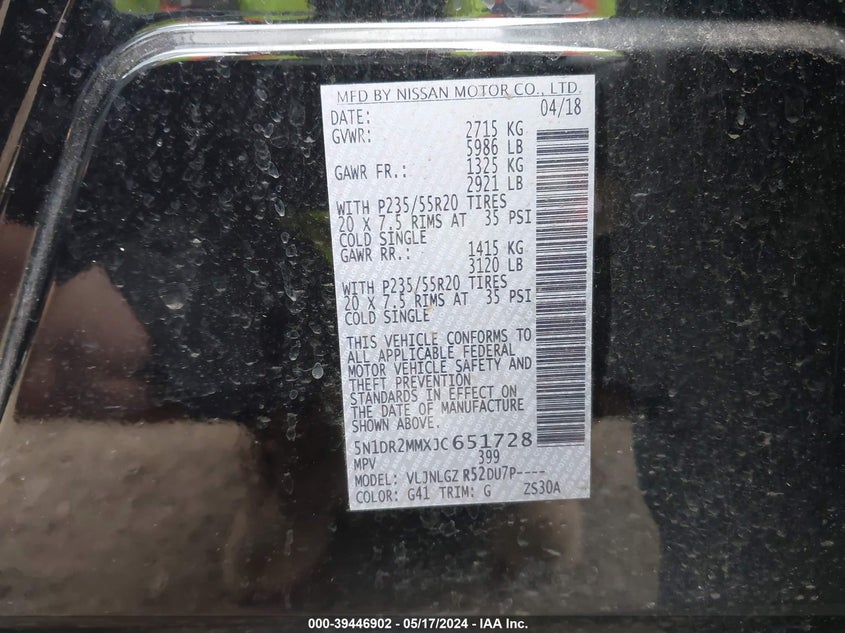 MFD BY NISSAN MOTOR CO., LTD.
DATE: 04/18
GVWR: 2715 KG
5986 LB
GAWR FR.: 1325 KG
2921 LB
WITH P235/55R20 TIRES
20 X 7.5 RIMS AT 35 PSI
COLD SINGLE
GAWR RR.: 1415 KG
3120 LB
WITH P235/55R20 TIRES
20 X 7.5 RIMS AT 35 PSI
COLD SINGLE
THIS VEHICLE CONFORMS TO
ALL APPLICABLE FEDERAL
MOTOR VEHICLE SAFETY AND
THEFT PREVENTION
STANDARDS IN EFFECT ON
THE DATE OF MANUFACTURE
SHOWN ABOVE.
5N1DR2MMXJC651728
MPV 399
MODEL: VLJNLGZ R52DU7P----
COLOR: G41 TRIM: G ZS30A
000-39446902 - 05/17/2024 - IAA Inc.